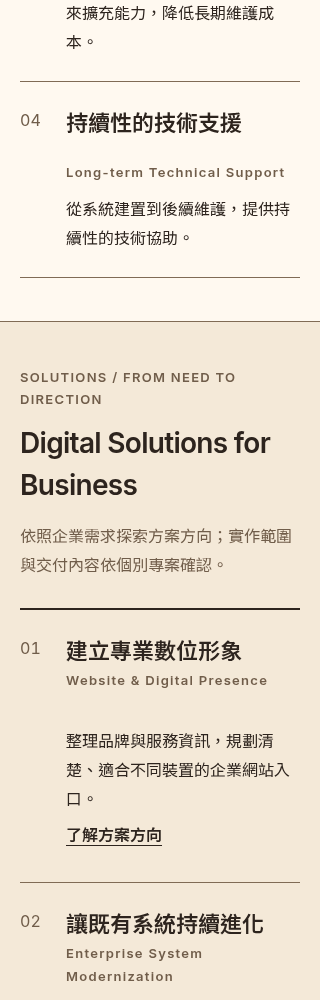 來擴充能力，降低長期維護成
本。
04
持續性的技術支援
Long-term Technical Support
從系統建置到後續維護，提供持
續性的技術協助。
SOLUTIONS / FROM NEED TO
DIRECTION
Digital Solutions for
Business
依照企業需求探索方案方向；實作範圍
與交付內容依個別專案確認。
01
建立專業數位形象
Website & Digital Presence
整理品牌與服務資訊，規劃清
楚、適合不同裝置的企業網站入
口。
了解方案方向
02
讓既有系統持續進化
Enterprise System
Modernization